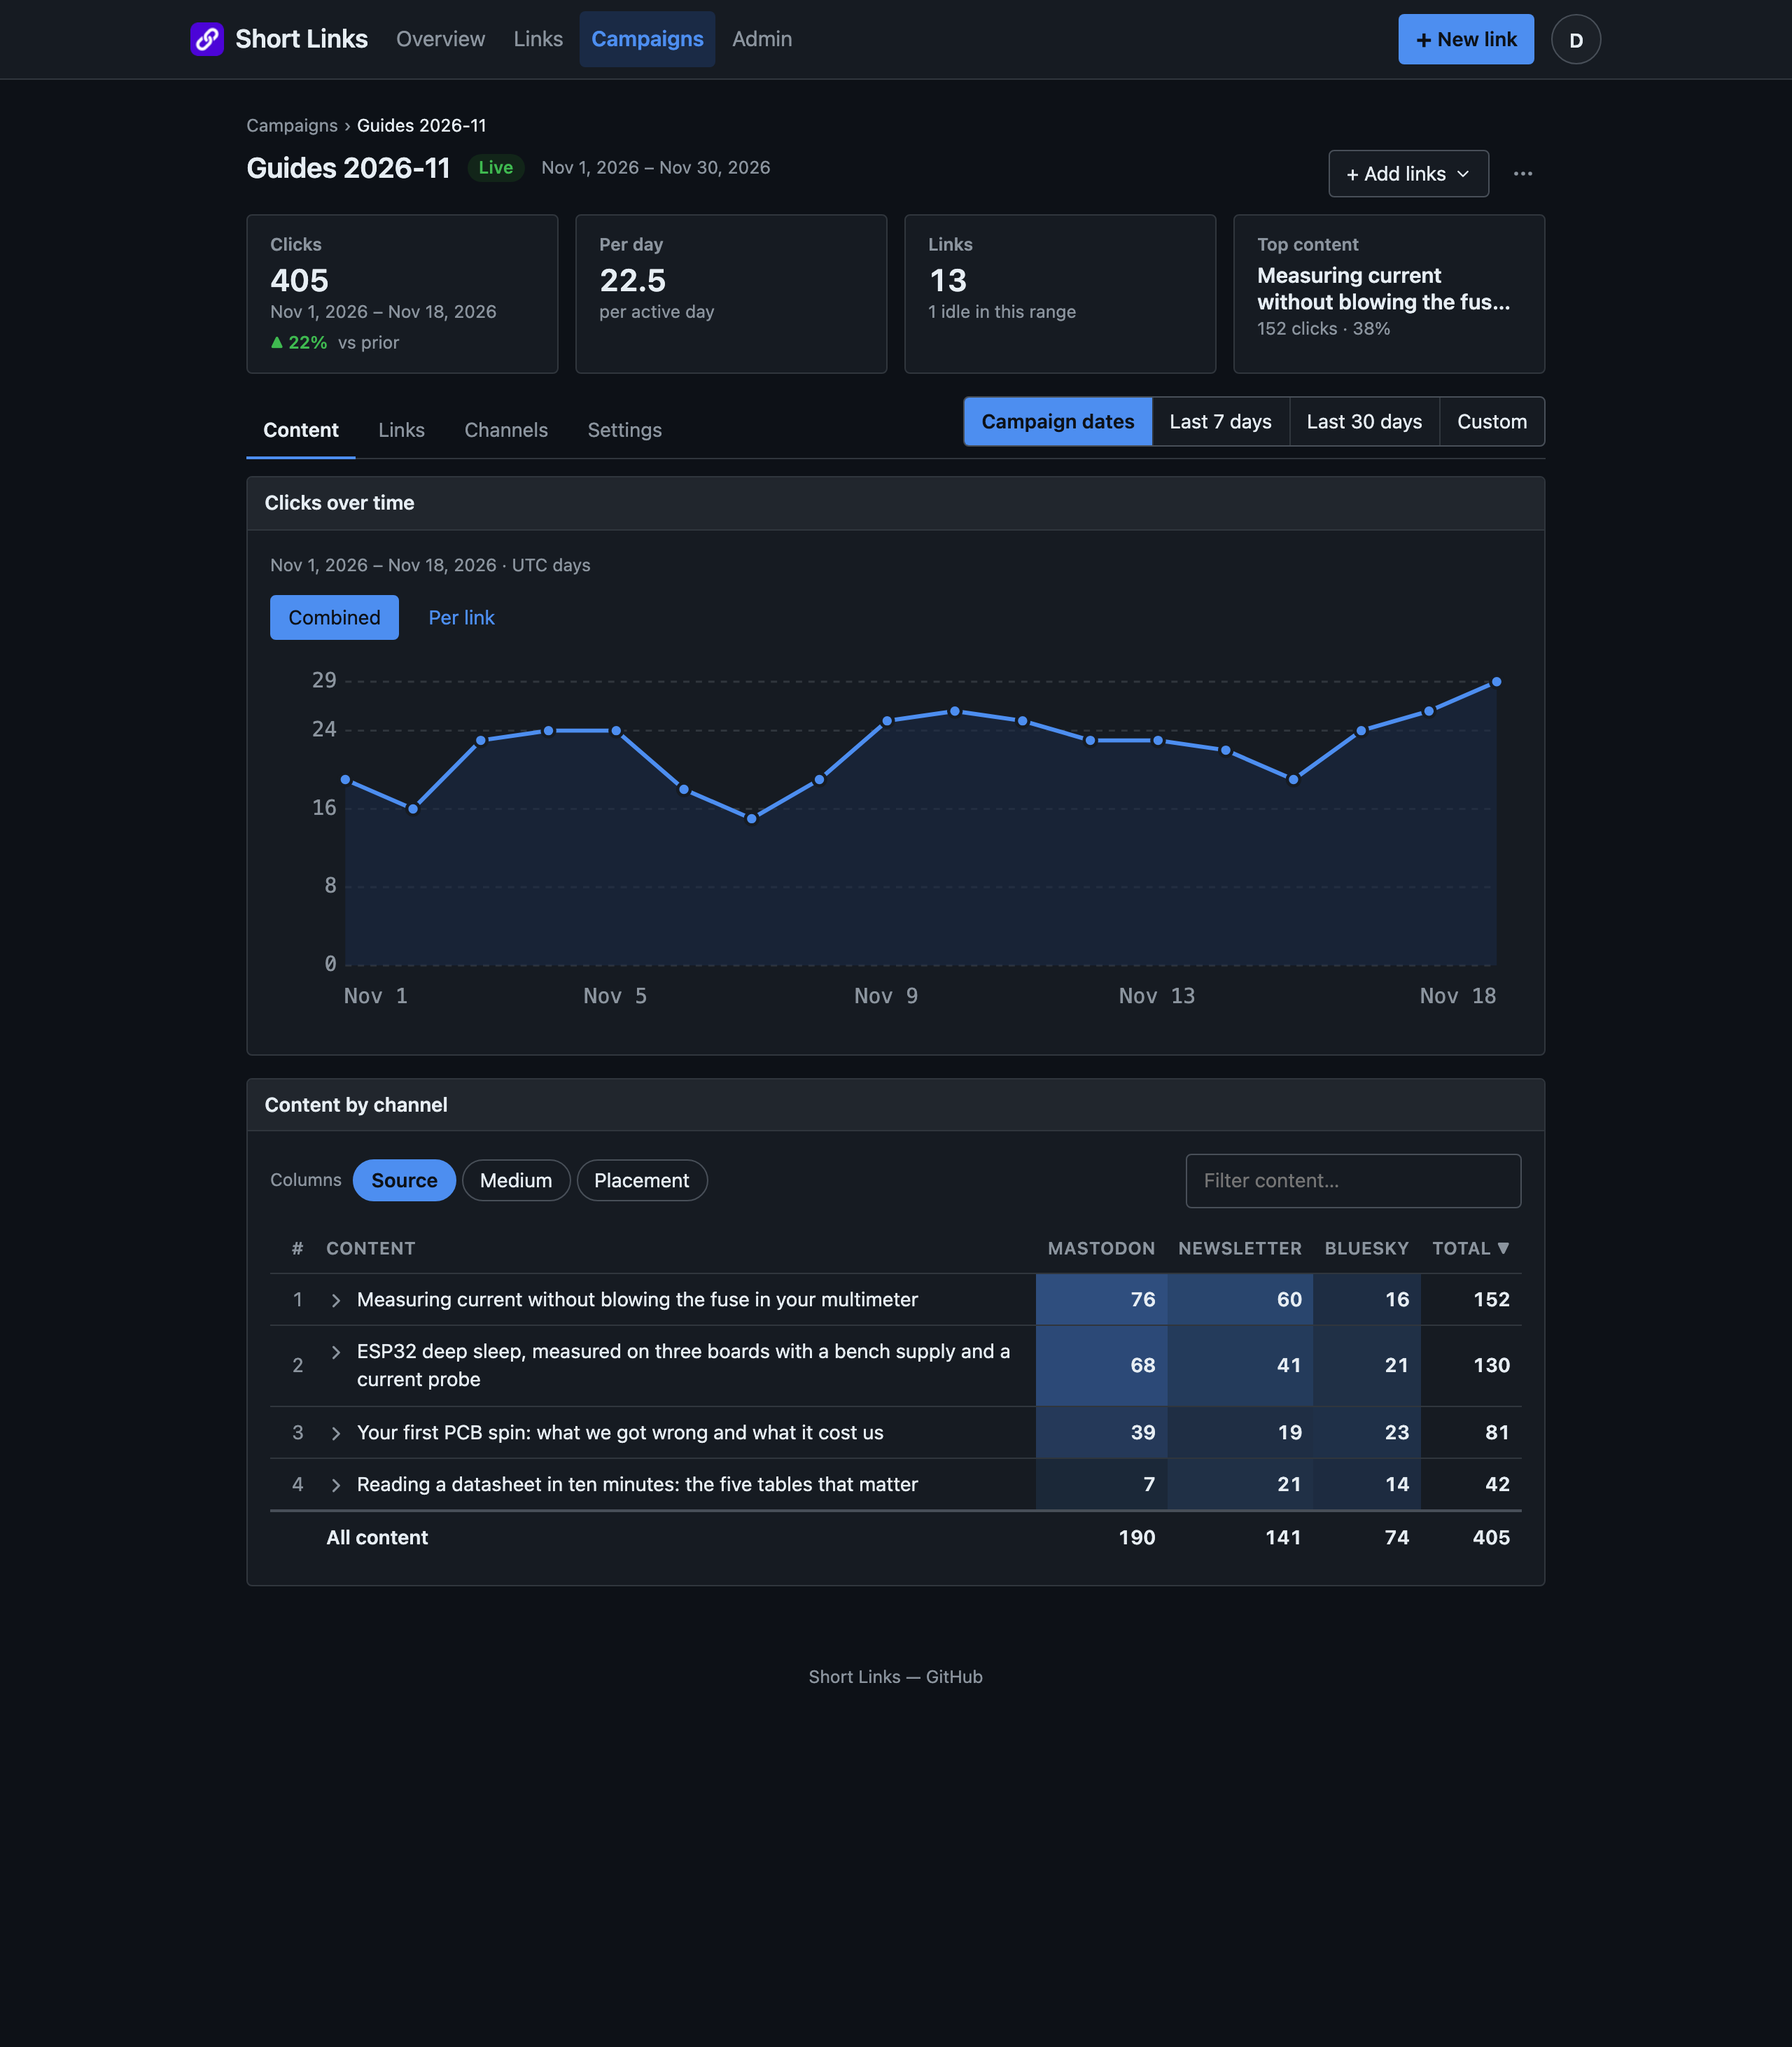 Short Links
Overview
Links
Campaigns
Admin
+ New link
D
Campaigns › Guides 2026-11
Guides 2026-11
Live
Nov 1, 2026 – Nov 30, 2026
+ Add links
Clicks
405
Nov 1, 2026 – Nov 18, 2026
▲ 22% vs prior
Per day
22.5
per active day
Links
13
1 idle in this range
Top content
Measuring current
without blowing the fus...
152 clicks · 38%
Content
Links
Channels
Settings
Campaign dates
Last 7 days
Last 30 days
Custom
Clicks over time
Nov 1, 2026 – Nov 18, 2026 · UTC days
Combined
Per link
29
24
16
8
0
Nov 1
Nov 5
Nov 9
Nov 13
Nov 18
Content by channel
Columns
Source
Medium
Placement
Filter content...
# CONTENT MASTODON NEWSLETTER BLUESKY TOTAL ▼
1 Measuring current without blowing the fuse in your multimeter 76 60 16 152
2 ESP32 deep sleep, measured on three boards with a bench supply and a
current probe 68 41 21 130
3 Your first PCB spin: what we got wrong and what it cost us 39 19 23 81
4 Reading a datasheet in ten minutes: the five tables that matter 7 21 14 42
All content 190 141 74 405
Short Links — GitHub